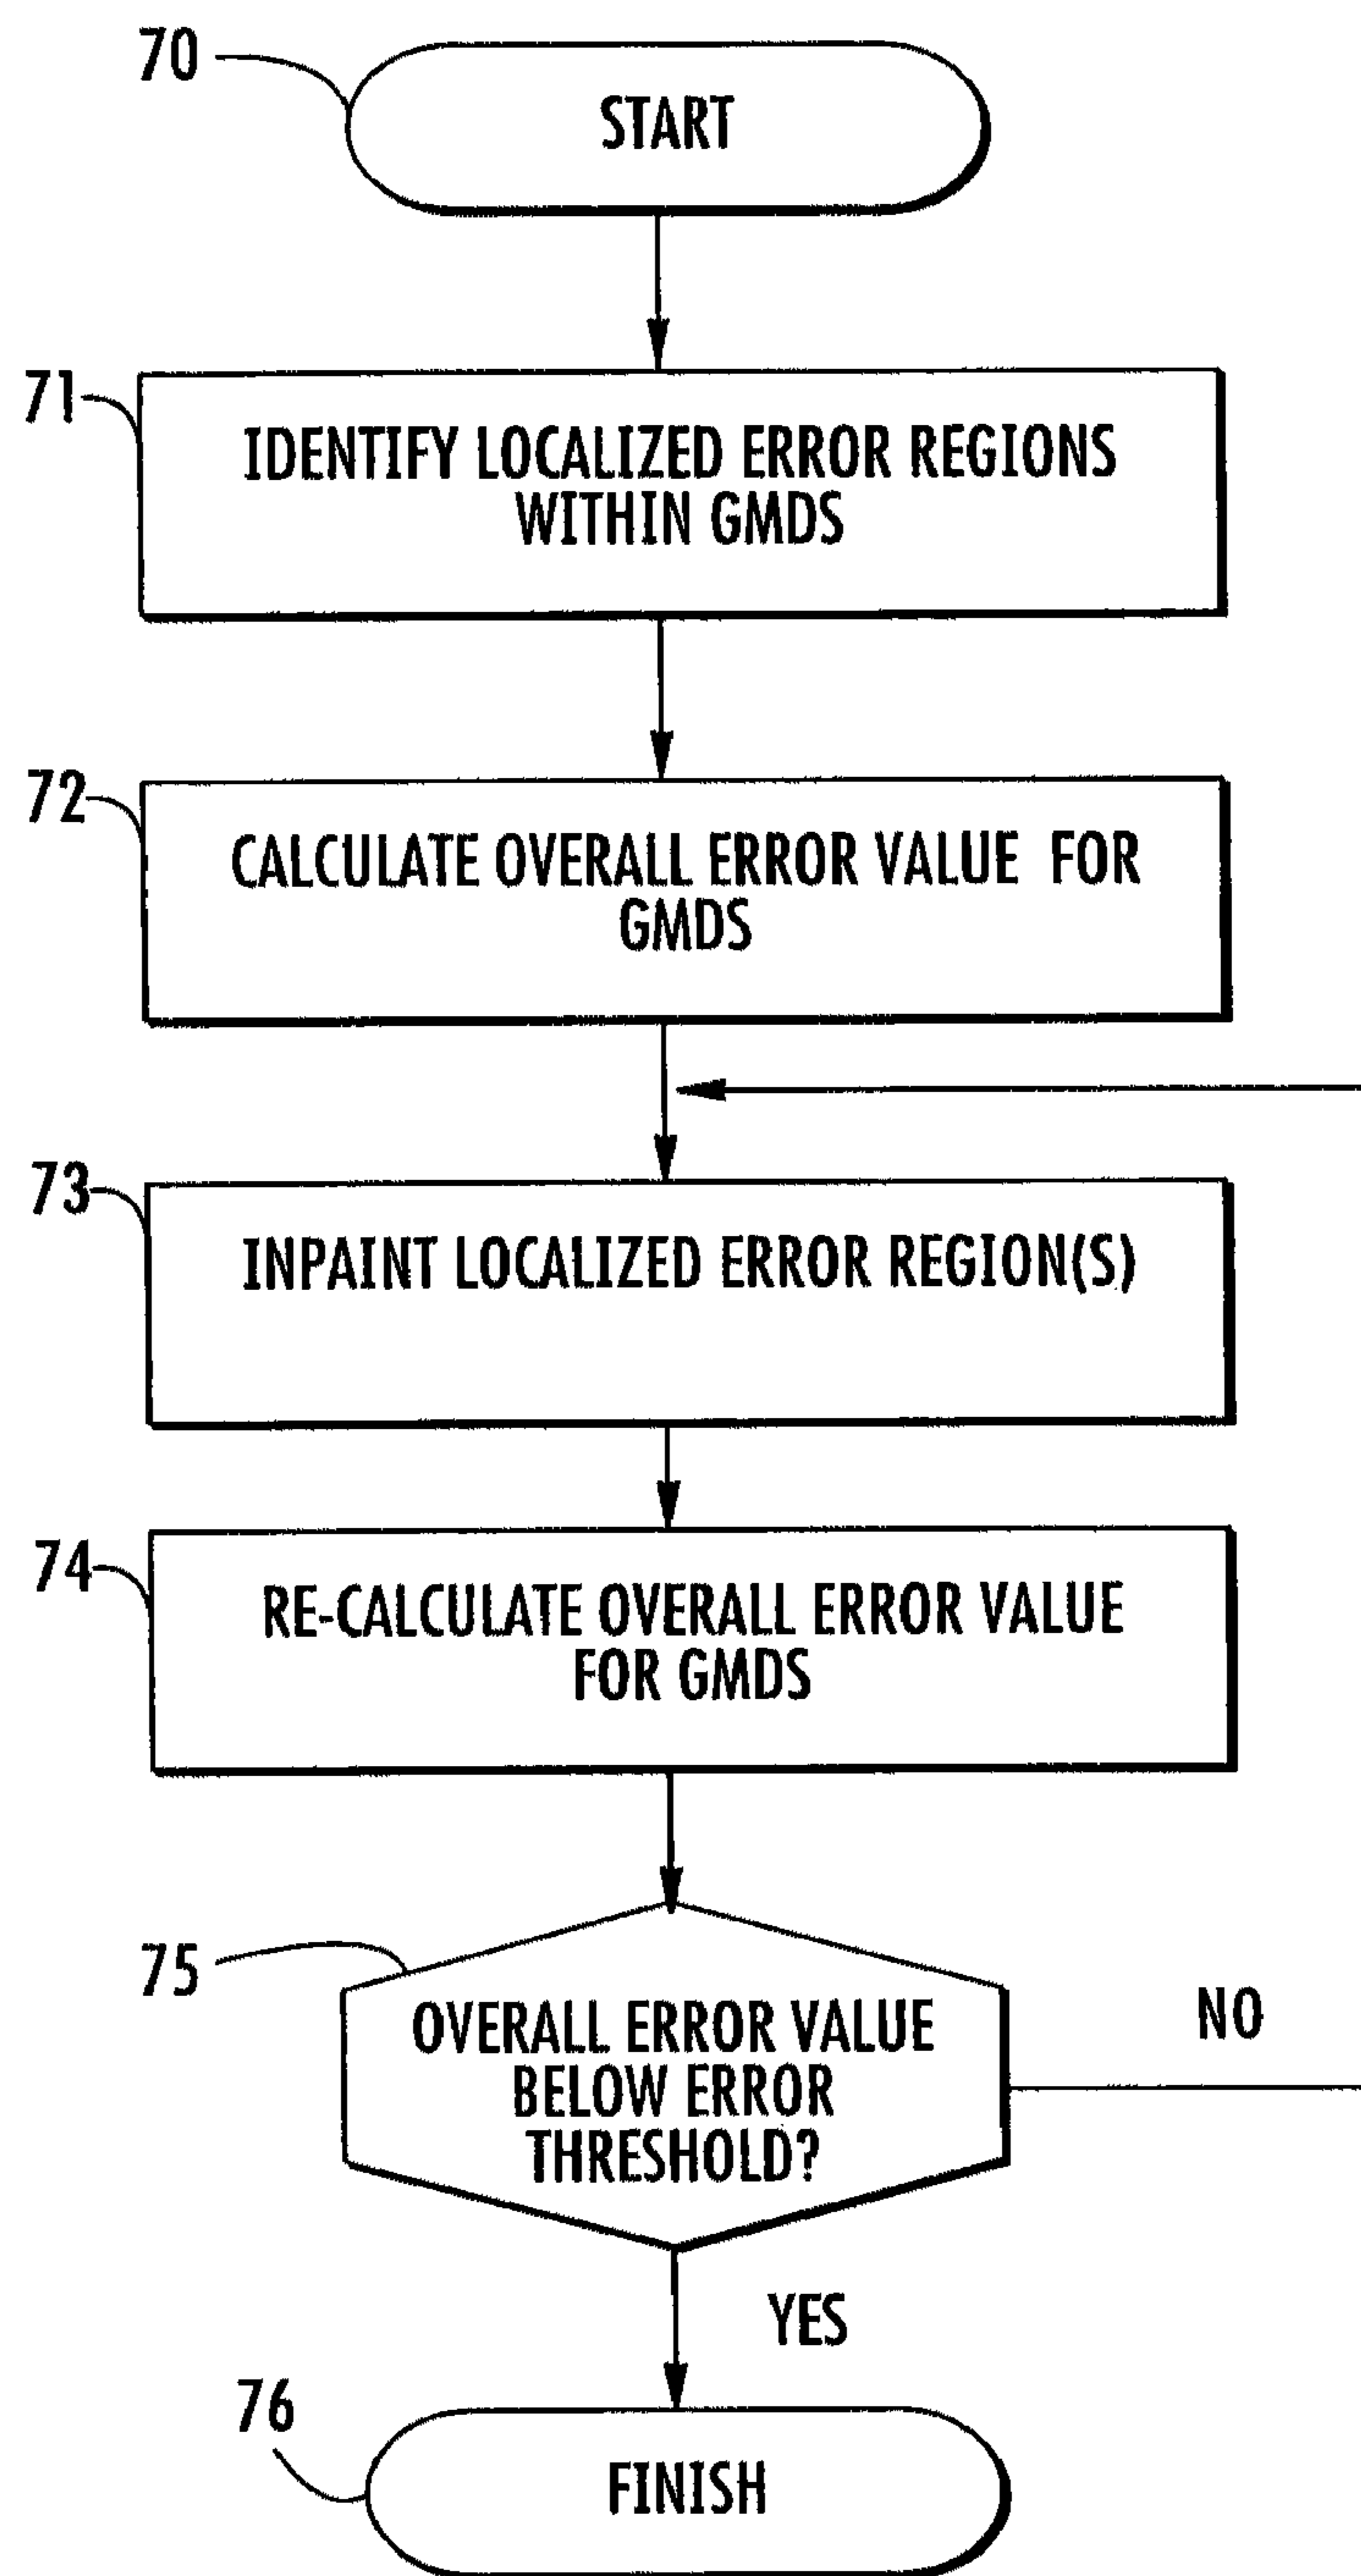 70
START
71
IDENTIFY LOCALIZED ERROR REGIONS
WITHIN GMDS
72
CALCULATE OVERALL ERROR VALUE FOR
GMDS
73
INPAINT LOCALIZED ERROR REGION(S)
74
RE-CALCULATE OVERALL ERROR VALUE
FOR GMDS
75
OVERALL ERROR VALUE
BELOW ERROR
THRESHOLD?
NO
YES
76
FINISH